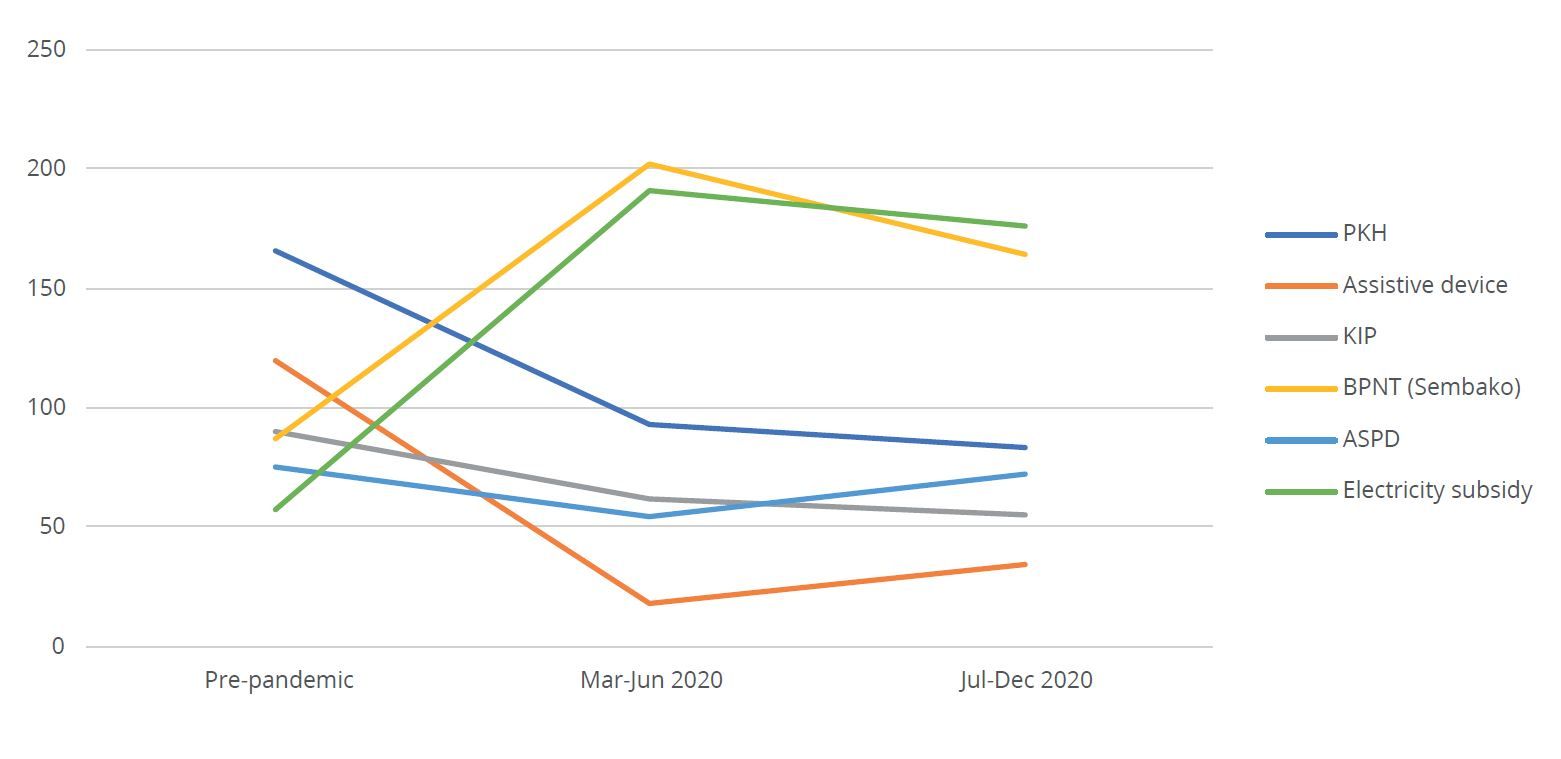 250
200
150
100
50
0
Pre-pandemic
Mar-Jun 2020
Jul-Dec 2020
PKH
Assistive device
KIP
BPNT (Sembako)
ASPD
Electricity subsidy